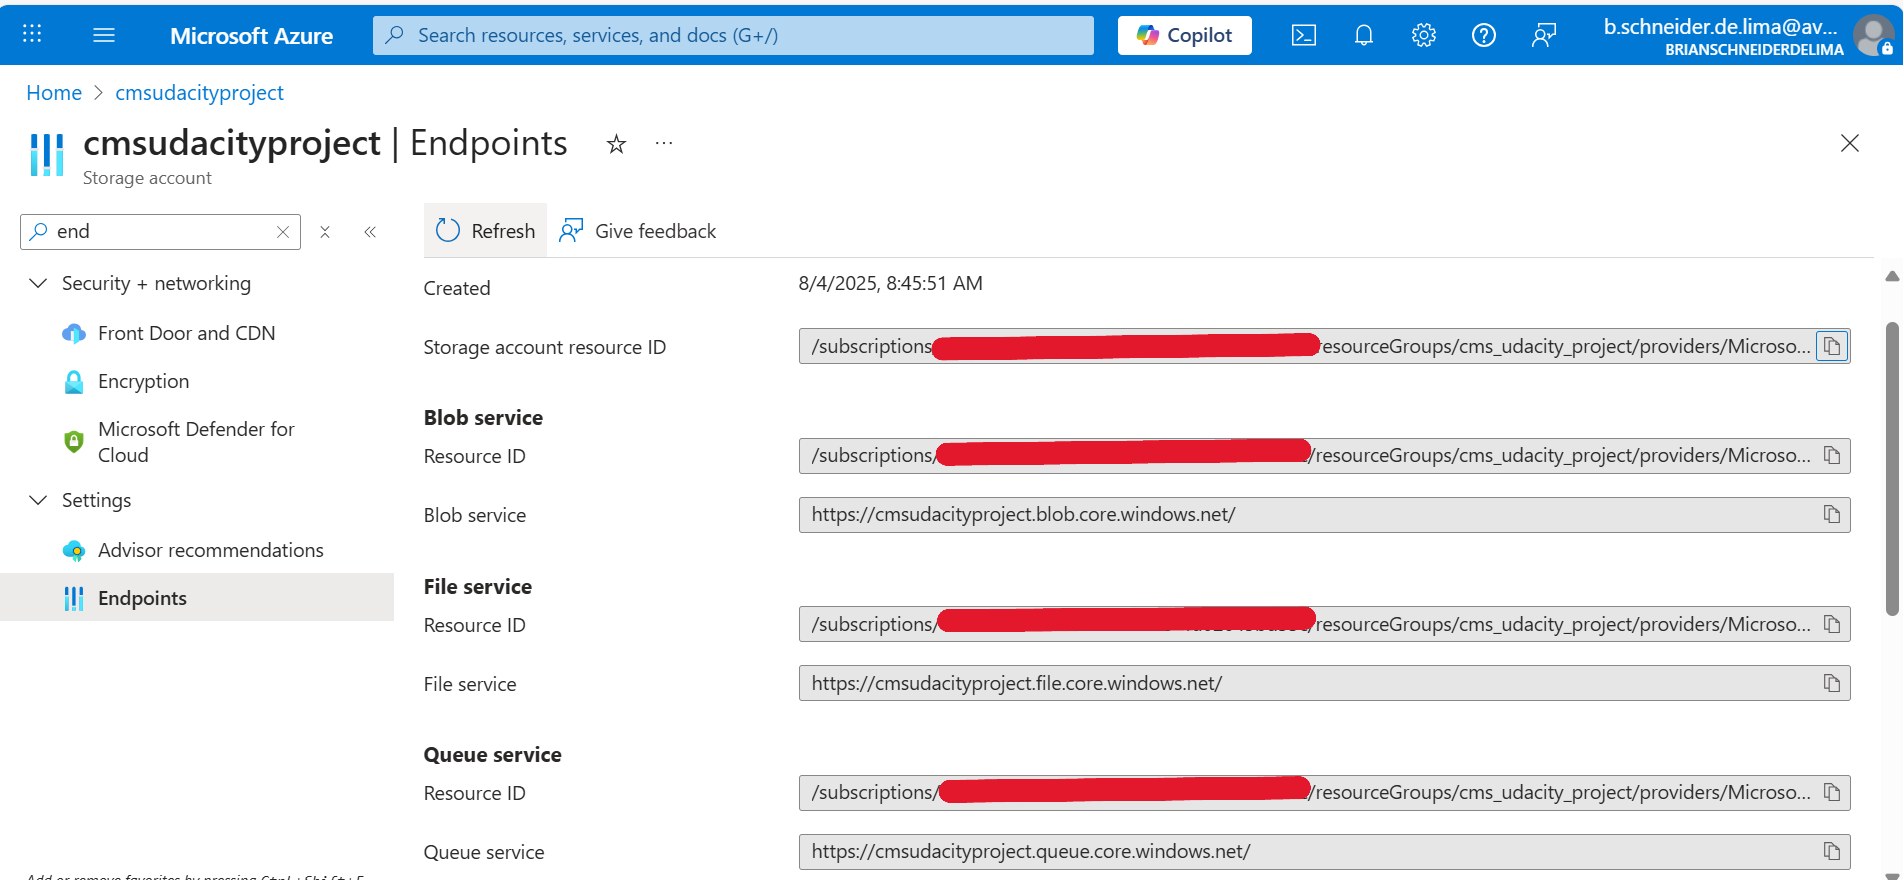 Microsoft Azure
Search resources, services, and docs (G+/)
Copilot
b.schneider.de.lima@av...
BRIANSCHNEIDERDELIMA
Home > cmsudacityproject
cmsudacityproject | Endpoints
Storage account
end
Refresh
Give feedback
Security + networking
Front Door and CDN
Encryption
Microsoft Defender for
Cloud
Settings
Advisor recommendations
Endpoints
Created
8/4/2025, 8:45:51 AM
Storage account resource ID
/subscriptions resourceGroups/cms_udacity_project/providers/Microso...
Blob service
Resource ID
/subscriptions/ /resourceGroups/cms_udacity_project/providers/Microso...
Blob service
https://cmsudacityproject.blob.core.windows.net/
File service
Resource ID
/subscriptions/ /resourceGroups/cms_udacity_project/providers/Microso...
File service
https://cmsudacityproject.file.core.windows.net/
Queue service
Resource ID
/subscriptions/ /resourceGroups/cms_udacity_project/providers/Microso...
Queue service
https://cmsudacityproject.queue.core.windows.net/
Add or remove favorites by pressing Ctrl+Shift+F